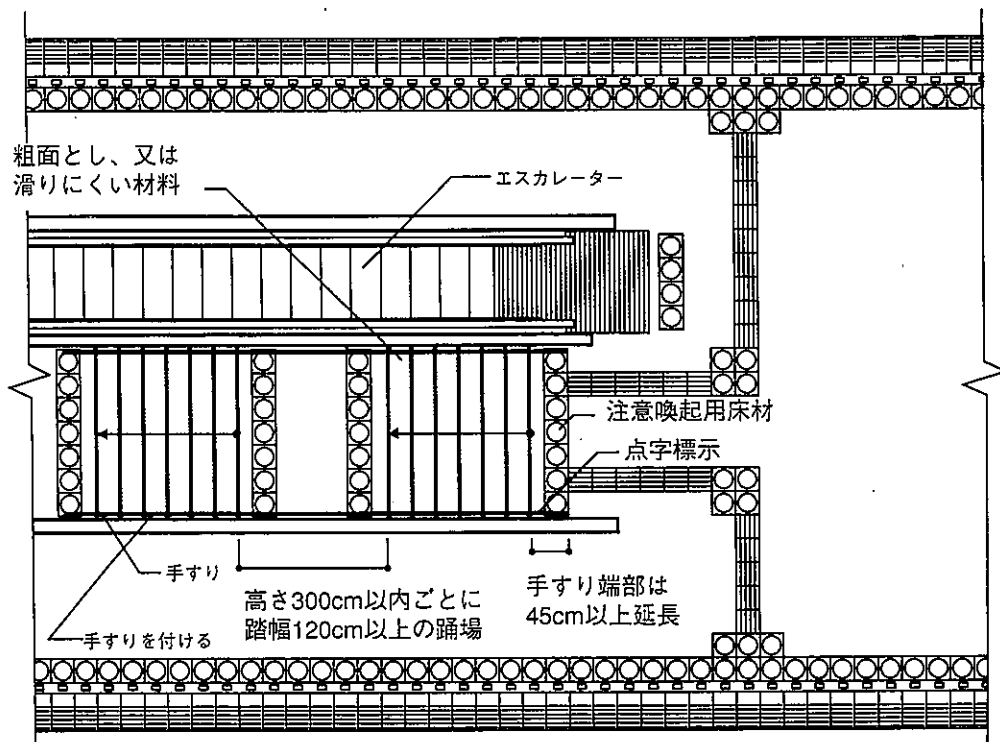 粗面とし、又は
滑りにくい材料
エスカレーター
注意喚起用床材
点字標示
手すり
手すりを付ける
高さ300cm以内ごとに
踏幅120cm以上の踊場
手すり端部は
45cm以上延長